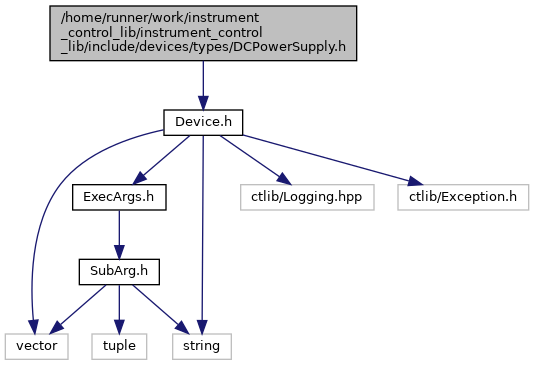 /home/runner/work/instrument
_control_lib/instrument_control
_lib/include/devices/types/DCPowerSupply.h
Device.h
ExecArgs.h
ctlib/Logging.hpp
ctlib/Exception.h
SubArg.h
vector
tuple
string